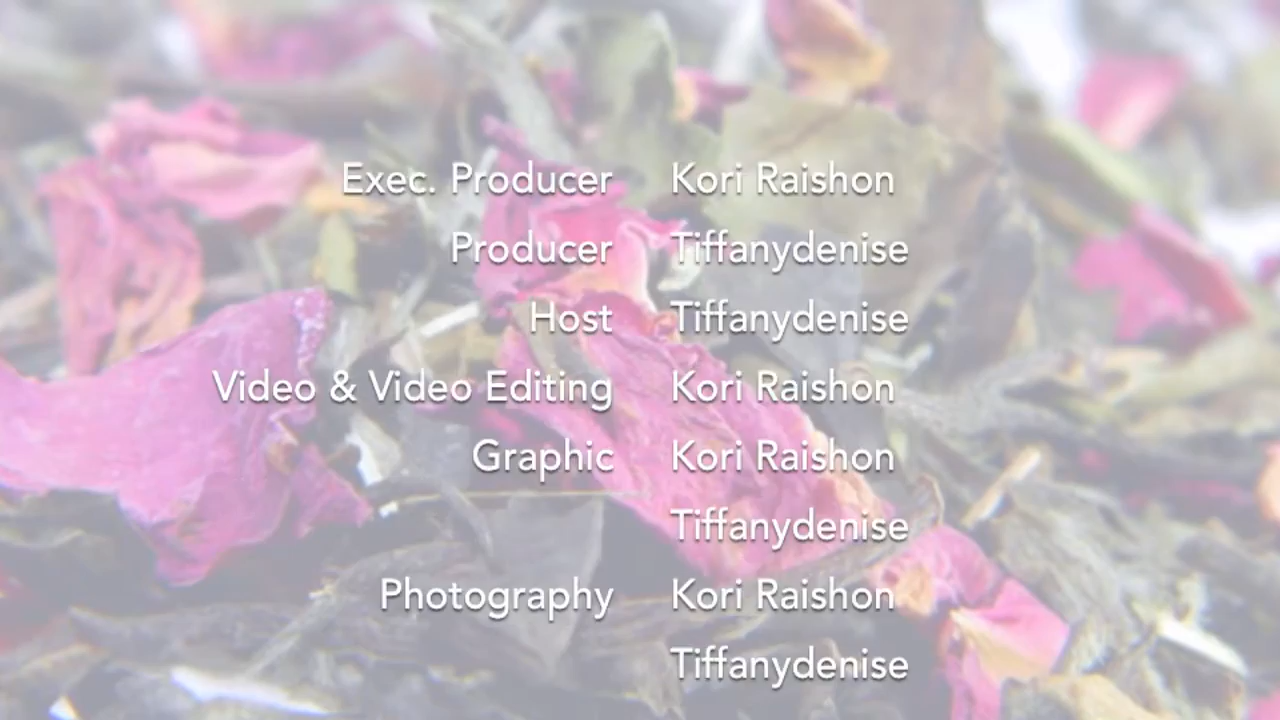 Exec. Producer Kori Raishon
Producer Tiffanydenise
Host Tiffanydenise
Video & Video Editing Kori Raishon
Graphic Kori Raishon
Tiffanydenise
Photography Kori Raishon
Tiffanydenise